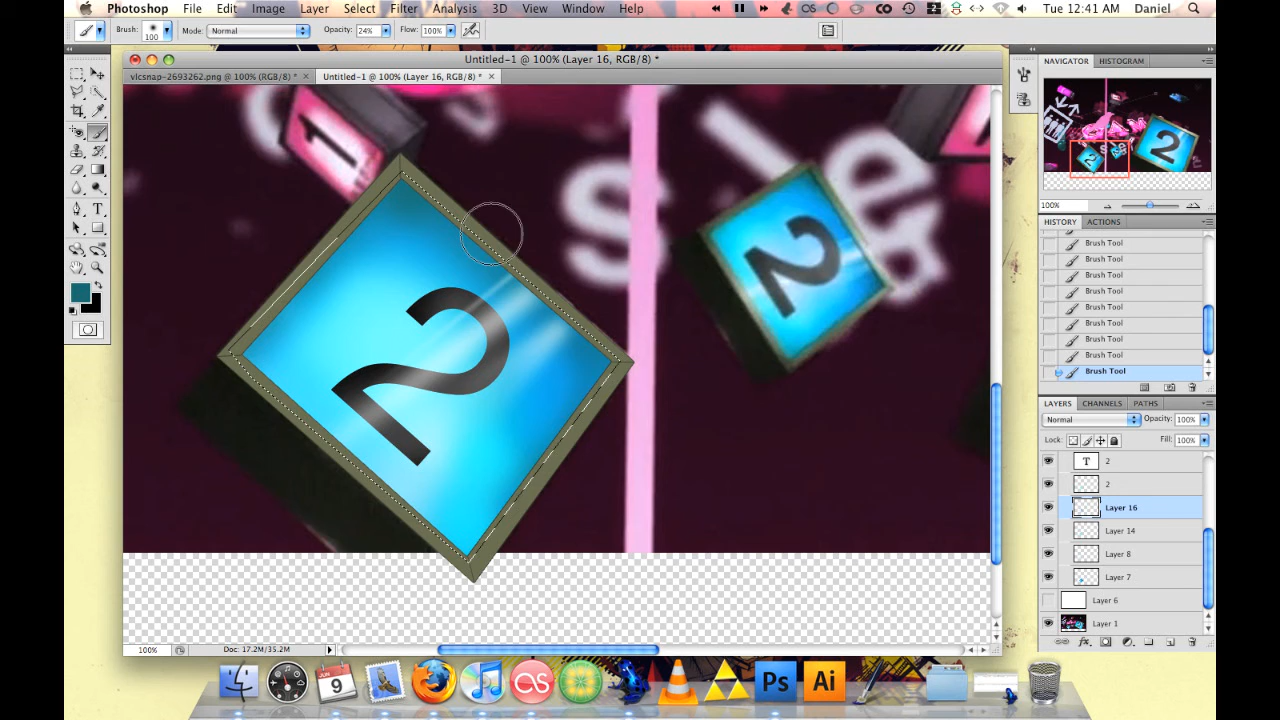 Photoshop File Edit Image Layer Select Filter Analysis 3D View Window Help Tue 12:41 AM Daniel
Brush: 100 Mode: Normal Opacity: 24% Flow: 100%
Untitled-1 @ 100% (Layer 16, RGB/8) *
vlcsnap-2693262.png @ 100% (RGB/8) * Untitled-1 @ 100% (Layer 16, RGB/8) *
NAVIGATOR HISTOGRAM
100%
HISTORY ACTIONS
Brush Tool
Brush Tool
Brush Tool
Brush Tool
Brush Tool
Brush Tool
Brush Tool
Brush Tool
Brush Tool
LAYERS CHANNELS PATHS
Normal Opacity: 100%
Lock: Fill: 100%
T 2
2
Layer 16
Layer 14
Layer 8
Layer 7
Layer 6
Layer 1
1
s
les
2
2
100% Doc: 17.2M/35.2M
JUN 9
Ps Ai